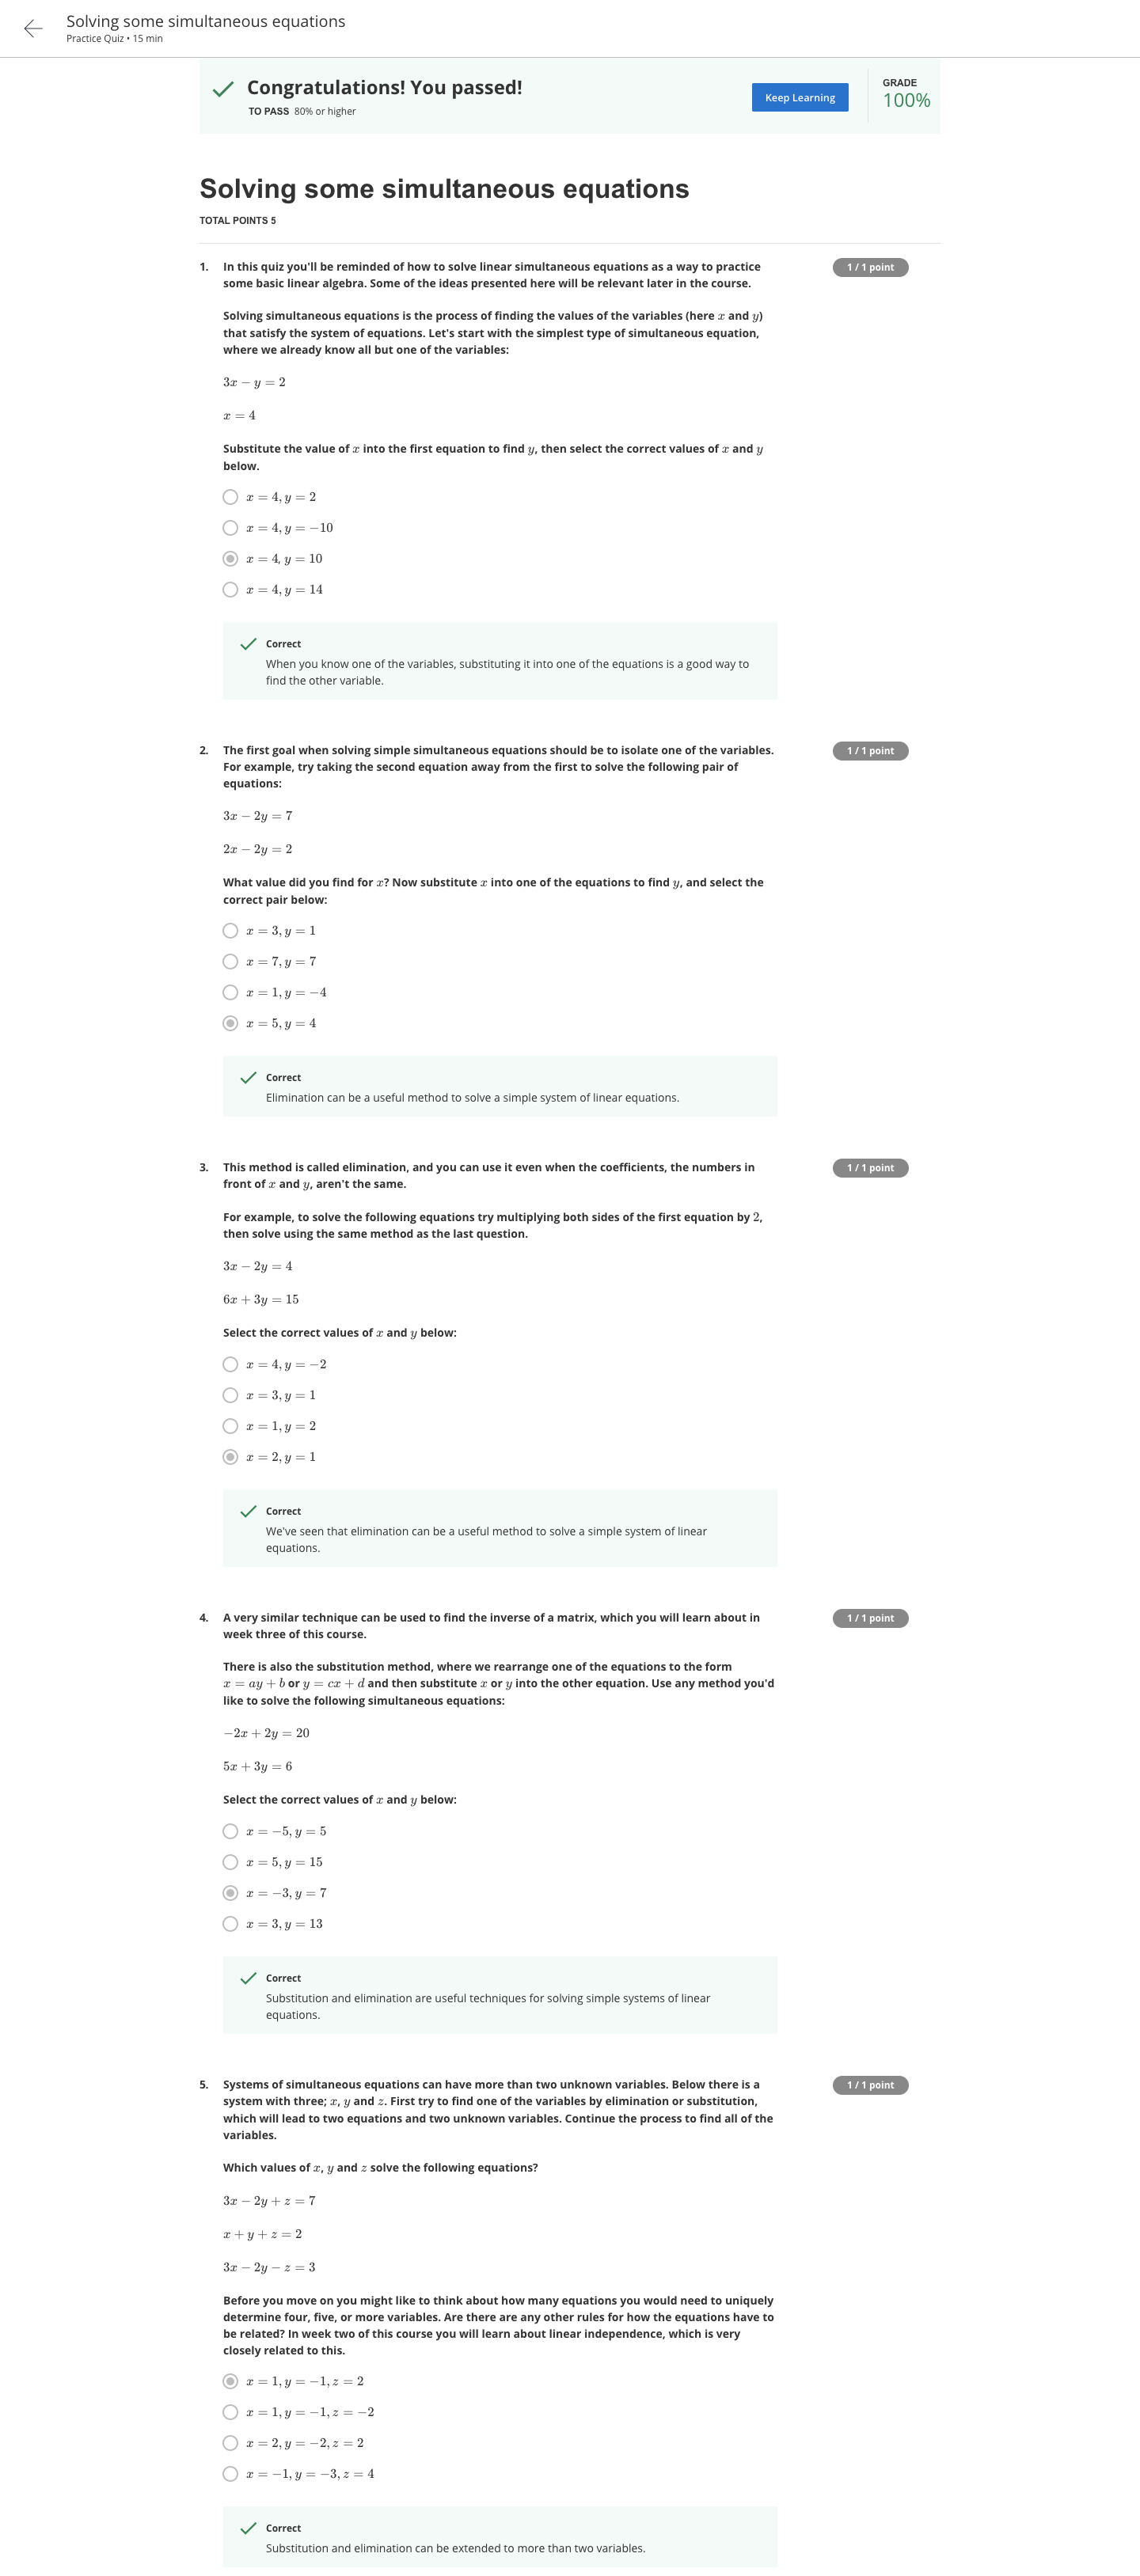 Solving some simultaneous equations
Practice Quiz • 15 min
Congratulations! You passed!
TO PASS 80% or higher
Keep Learning
GRADE
100%
Solving some simultaneous equations
TOTAL POINTS 5
1. In this quiz you'll be reminded of how to solve linear simultaneous equations as a way to practice
some basic linear algebra. Some of the ideas presented here will be relevant later in the course.
1 / 1 point
Solving simultaneous equations is the process of finding the values of the variables (here x and y)
that satisfy the system of equations. Let's start with the simplest type of simultaneous equation,
where we already know all but one of the variables:
3x − y = 2
x = 4
Substitute the value of x into the first equation to find y, then select the correct values of x and y
below.
x = 4, y = 2
x = 4, y = −10
x = 4, y = 10
x = 4, y = 14
Correct
When you know one of the variables, substituting it into one of the equations is a good way to
find the other variable.
2. The first goal when solving simple simultaneous equations should be to isolate one of the variables.
For example, try taking the second equation away from the first to solve the following pair of
equations:
1 / 1 point
3x − 2y = 7
2x − 2y = 2
What value did you find for x? Now substitute x into one of the equations to find y, and select the
correct pair below:
x = 3, y = 1
x = 7, y = 7
x = 1, y = −4
x = 5, y = 4
Correct
Elimination can be a useful method to solve a simple system of linear equations.
3. This method is called elimination, and you can use it even when the coefficients, the numbers in
front of x and y, aren't the same.
1 / 1 point
For example, to solve the following equations try multiplying both sides of the first equation by 2,
then solve using the same method as the last question.
3x − 2y = 4
6x + 3y = 15
Select the correct values of x and y below:
x = 4, y = −2
x = 3, y = 1
x = 1, y = 2
x = 2, y = 1
Correct
We've seen that elimination can be a useful method to solve a simple system of linear
equations.
4. A very similar technique can be used to find the inverse of a matrix, which you will learn about in
week three of this course.
1 / 1 point
There is also the substitution method, where we rearrange one of the equations to the form
x = ay + b or y = cx + d and then substitute x or y into the other equation. Use any method you'd
like to solve the following simultaneous equations:
−2x + 2y = 20
5x + 3y = 6
Select the correct values of x and y below:
x = −5, y = 5
x = 5, y = 15
x = −3, y = 7
x = 3, y = 13
Correct
Substitution and elimination are useful techniques for solving simple systems of linear
equations.
5. Systems of simultaneous equations can have more than two unknown variables. Below there is a
system with three; x, y and z. First try to find one of the variables by elimination or substitution,
which will lead to two equations and two unknown variables. Continue the process to find all of the
variables.
1 / 1 point
Which values of x, y and z solve the following equations?
3x − 2y + z = 7
x + y + z = 2
3x − 2y − z = 3
Before you move on you might like to think about how many equations you would need to uniquely
determine four, five, or more variables. Are there are any other rules for how the equations have to
be related? In week two of this course you will learn about linear independence, which is very
closely related to this.
x = 1, y = −1, z = 2
x = 1, y = −1, z = −2
x = 2, y = −2, z = 2
x = −1, y = −3, z = 4
Correct
Substitution and elimination can be extended to more than two variables.